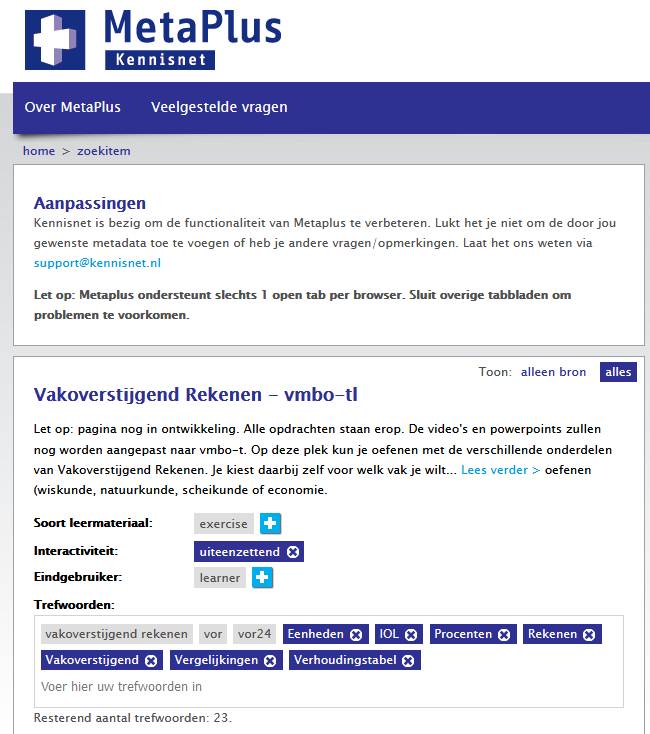 MetaPlus
Kennisnet
Over MetaPlus Veelgestelde vragen
home > zoekitem
Aanpassingen
Kennisnet is bezig om de functionaliteit van Metaplus te verbeteren. Lukt het je niet om de door jou
gewenste metadata toe te voegen of heb je andere vragen/opmerkingen. Laat het ons weten via
support@kennisnet.nl
Let op: Metaplus ondersteunt slechts 1 open tab per browser. Sluit overige tabbladen om
problemen te voorkomen.
Toon: alleen bron alles
Vakoverstijgend Rekenen - vmbo-tl
Let op: pagina nog in ontwikkeling. Alle opdrachten staan erop. De video's en powerpoints zullen
nog worden aangepast naar vmbo-t. Op deze plek kun je oefenen met de verschillende onderdelen
van Vakoverstijgend Rekenen. Je kiest daarbij zelf voor welk vak je wilt... Lees verder > oefenen
(wiskunde, natuurkunde, scheikunde of economie.
Soort leermateriaal: exercise
Interactiviteit: uiteenzettend
Eindgebruiker: learner
Trefwoorden:
vakoverstijgend rekenen vor vor24 Eenheden IOL Procenten Rekenen
Vakoverstijgend Vergelijkingen Verhoudingstabel
Voer hier uw trefwoorden in
Resterend aantal trefwoorden: 23.